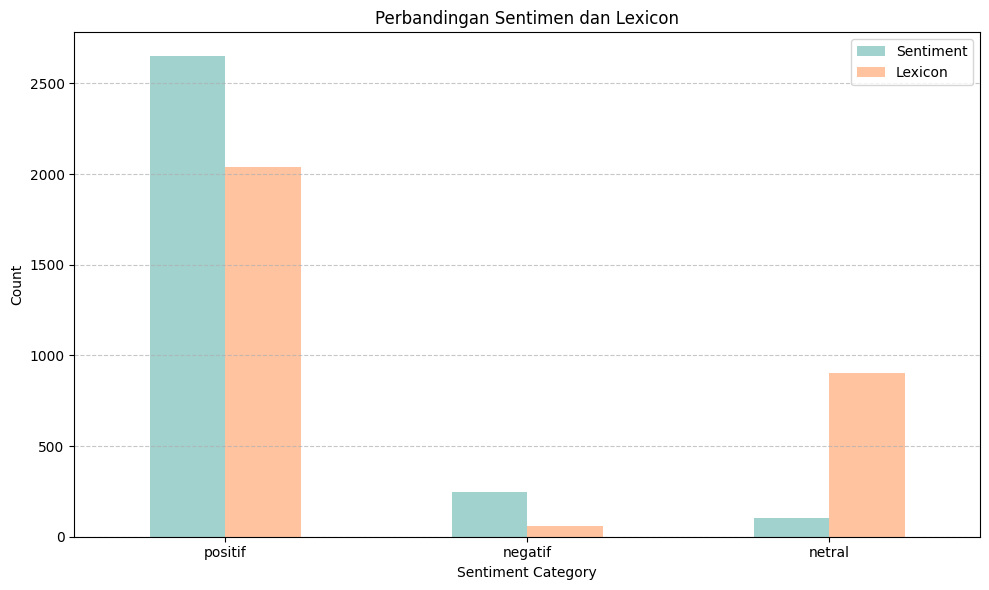 Perbandingan Sentimen dan Lexicon
Sentiment
Lexicon
Count
2500
2000
1500
1000
500
0
positif
negatif
netral
Sentiment Category